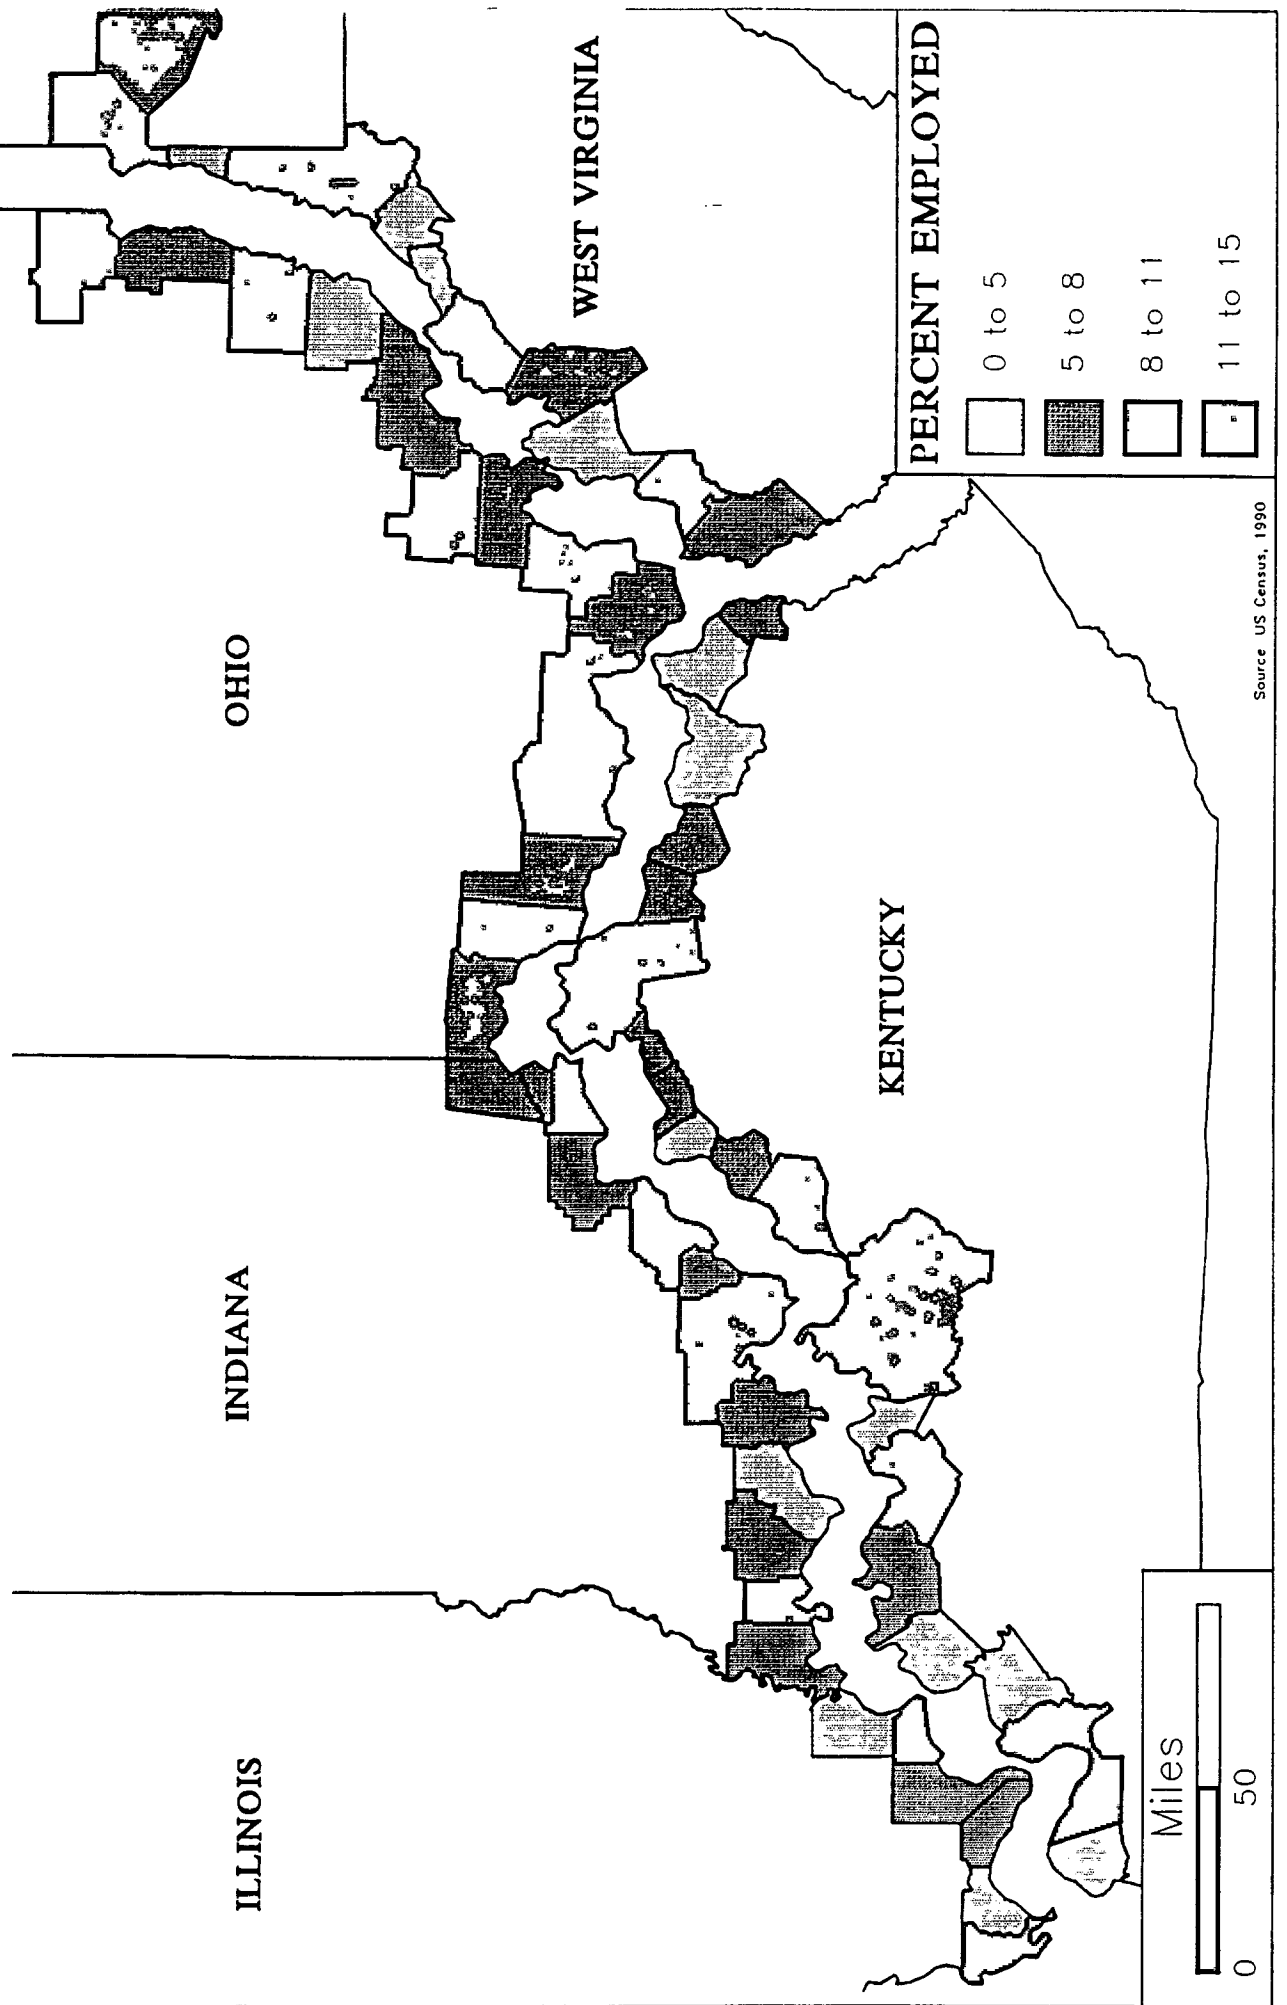 ILLINOIS
INDIANA
OHIO
WEST VIRGINIA
KENTUCKY
PERCENT EMPLOYED
0 to 5
5 to 8
8 to 11
11 to 15
Miles
0 50
Source US Census, 1990